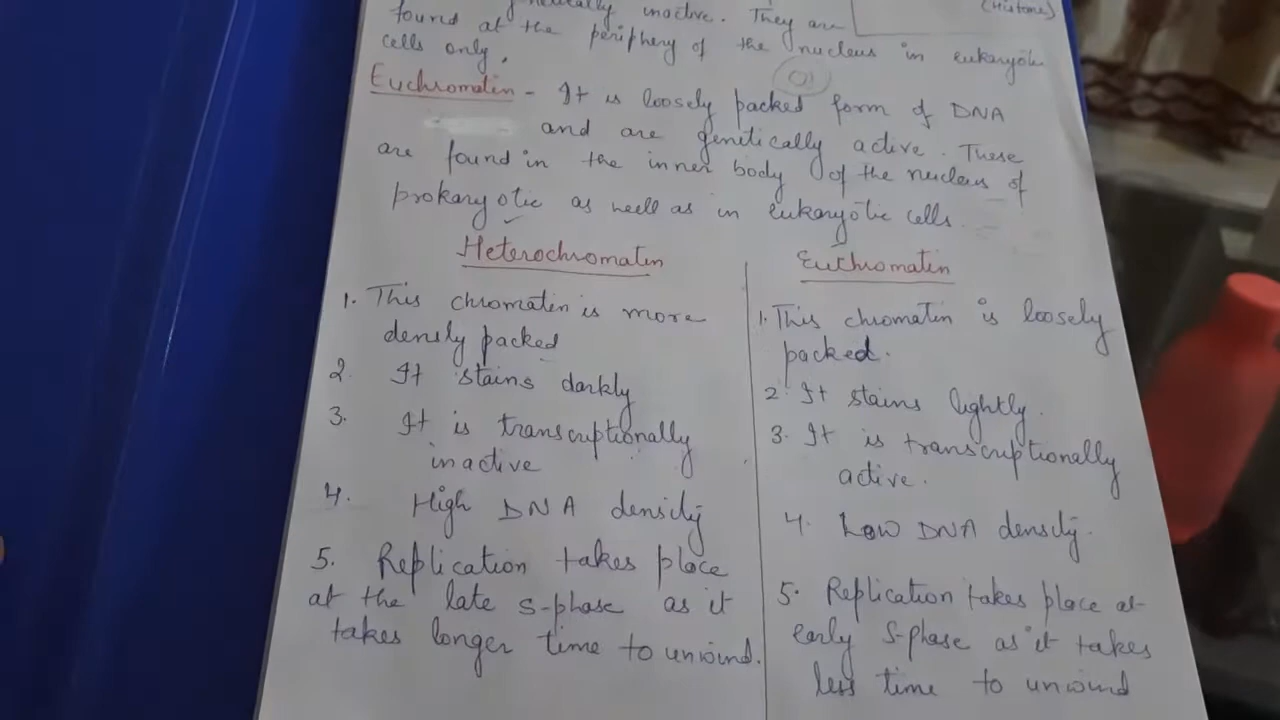 inactive. They are
(Histone)
found at the periphery of the nucleus in eukaryotic
cells only.
Euchromatin - It is loosely packed form of DNA
and are genetically active. These
are found in the inner body of the nucleus of
prokaryotic as well as in eukaryotic cells
Heterochromatin
1. This chromatin is more
densly packed
2. It stains darkly
3. It is transcriptionally
inactive
4. High DNA density
5. Replication takes place
at the late s-phase as it
takes longer time to unwind.
Euchromatin
1. This chromatin is loosely
packed.
2. It stains lightly.
3. It is transcriptionally
active.
4. Low DNA density.
5. Replication takes place at
early S-phase as it takes
less time to unwind